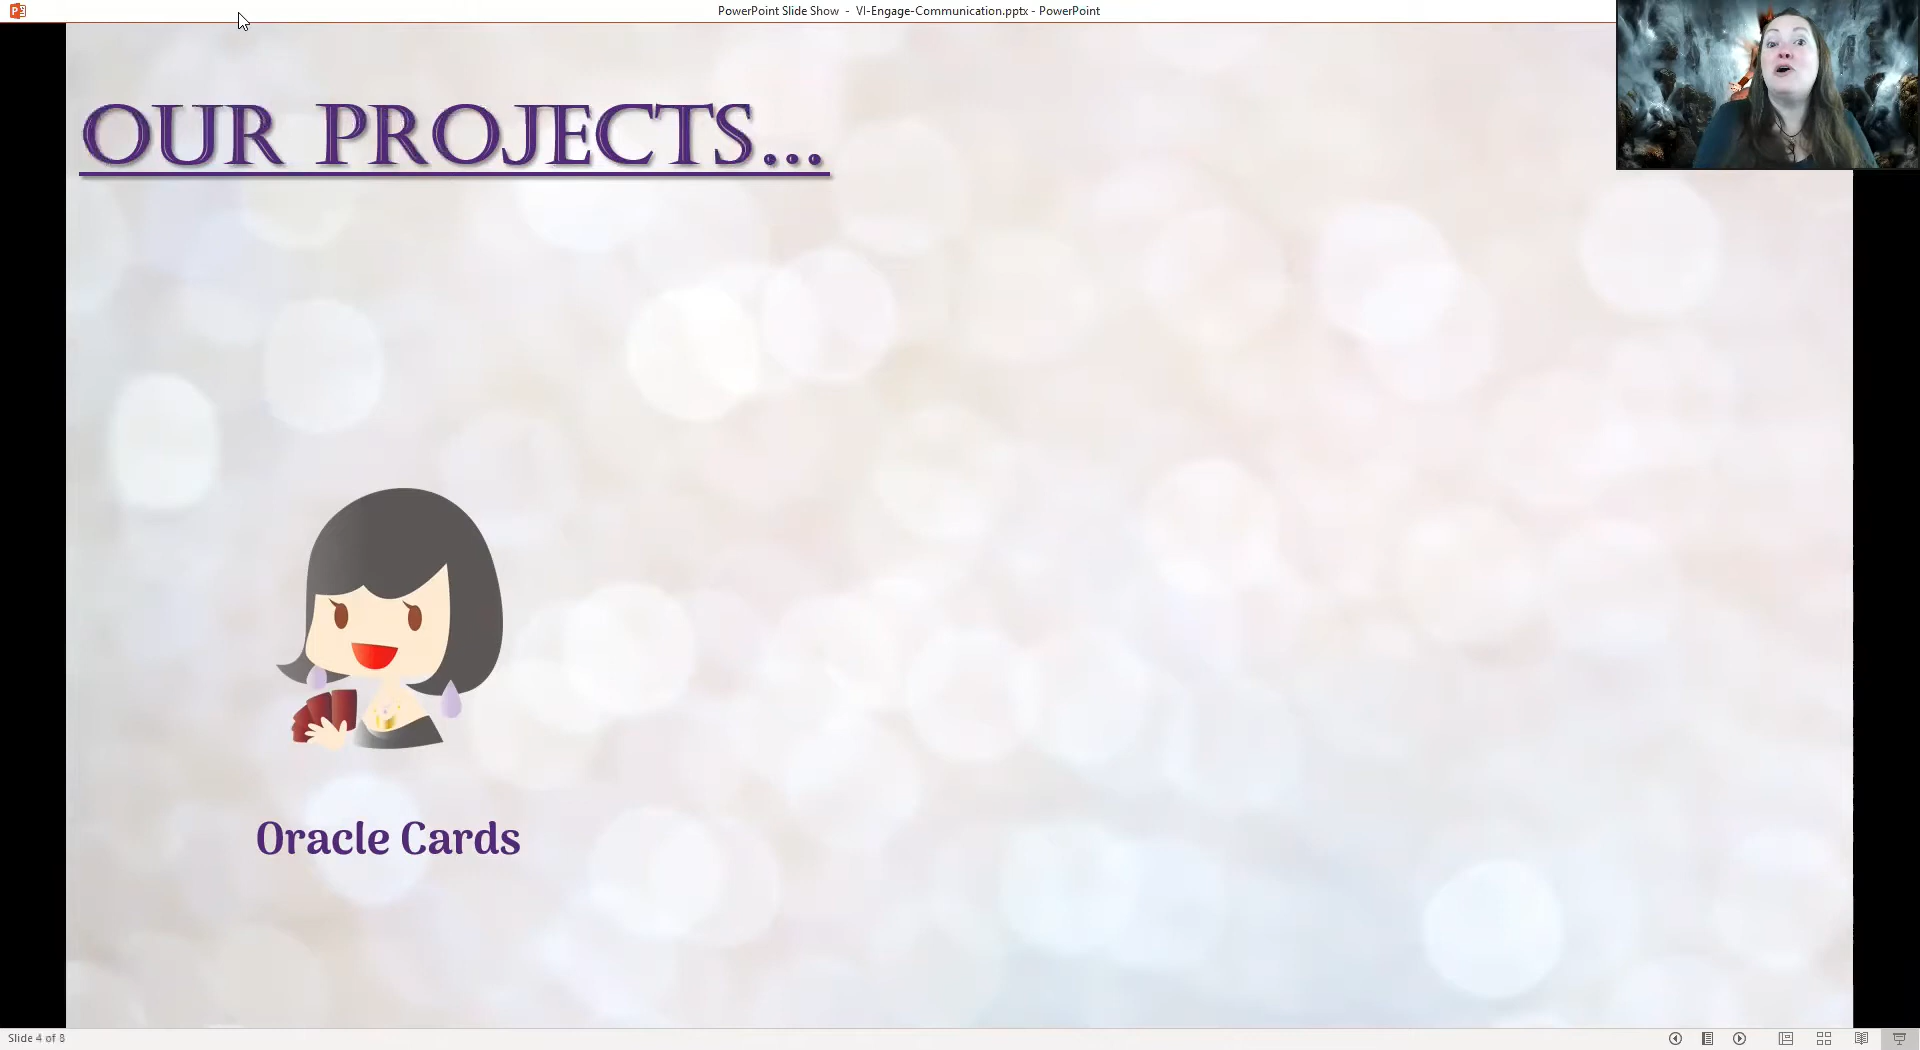 PowerPoint Slide Show - VI-Engage-Communication.pptx - PowerPoint
OUR PROJECTS...
Oracle Cards
Slide 4 of 8